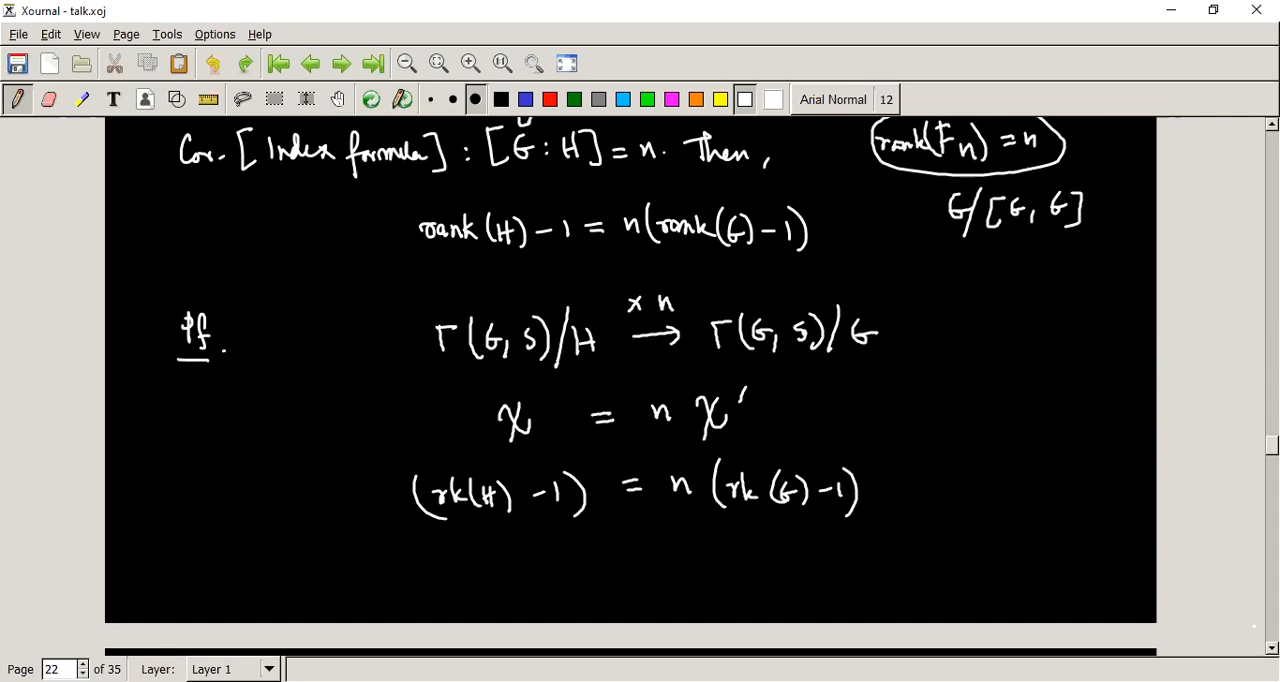 Xournal - talk.xoj
File Edit View Page Tools Options Help
Arial Normal 12
Cor. [Index formula] : [G : H] = n. Then,
rank(Fn) = n
G/[G, G]
rank(H) - 1 = n(rank(G) - 1)
Pf.
Γ(G, S)/H →^{× n} Γ(G, S)/G
χ = n χ'
(rk(H) - 1) = n (rk(G) - 1)
Page 22 of 35 Layer: Layer 1